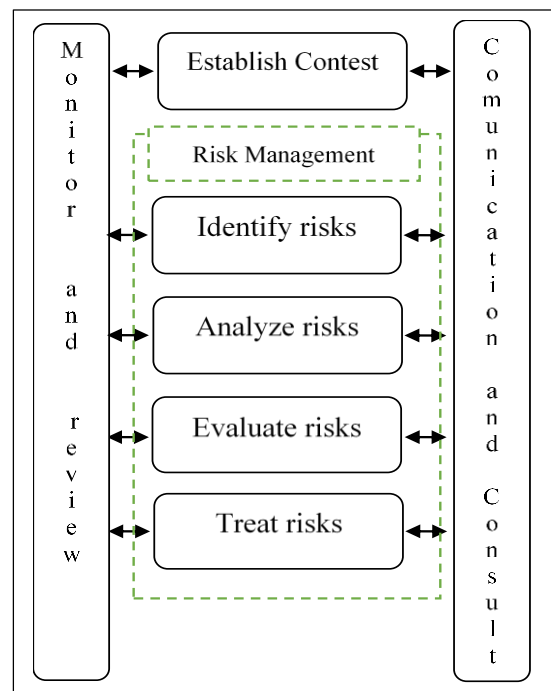 Monitor and review
Establish Contest
Risk Management
Identify risks
Analyze risks
Evaluate risks
Treat risks
Comunication and Consult